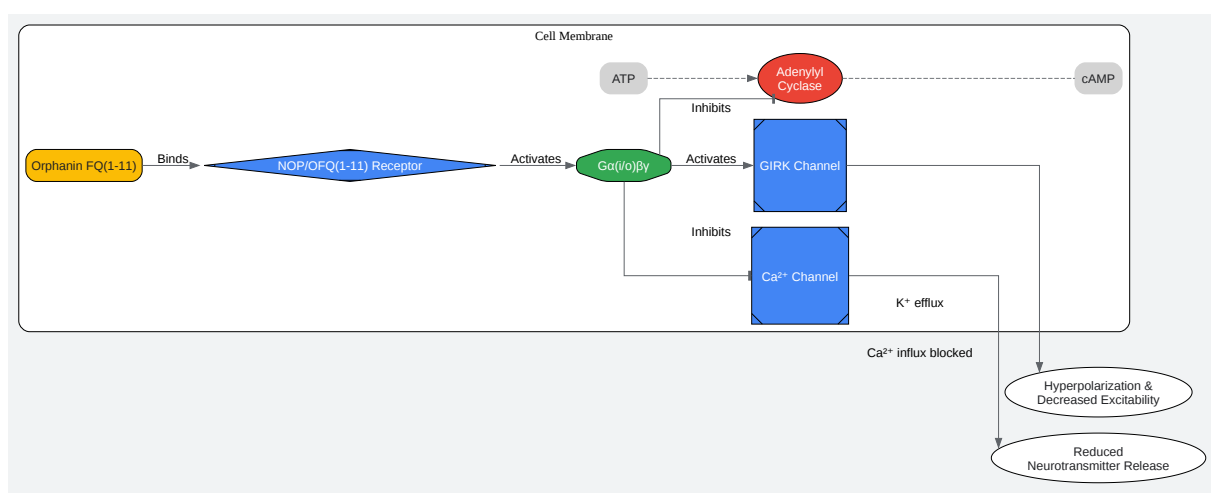 Cell Membrane
ATP
Adenylyl
Cyclase
cAMP
Inhibits
Orphanin FQ(1-11)
Binds
NOP/OFQ(1-11) Receptor
Activates
Gα(i/o)βγ
Activates
GIRK Channel
Inhibits
Ca²⁺ Channel
K⁺ efflux
Ca²⁺ influx blocked
Hyperpolarization &
Decreased Excitability
Reduced
Neurotransmitter Release